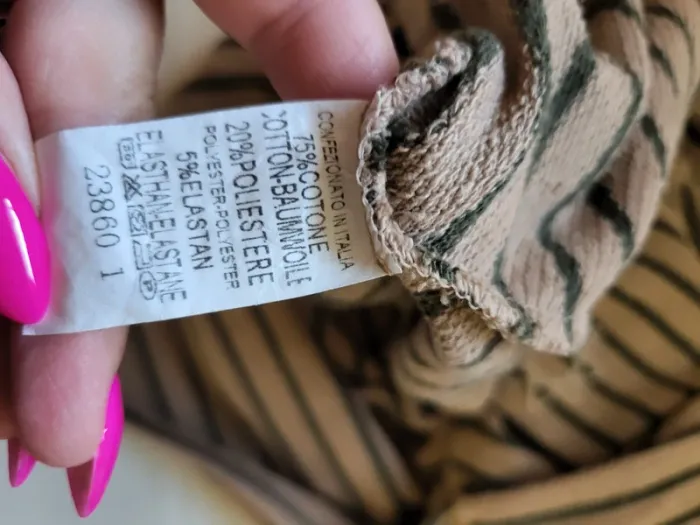 CONFEZIONATO IN ITALIA
75%COTONE
COTTON-BAUMWOLLE
20%POLIESTERE
POLYESTER-POLYESTER
5%ELASTAN
ELASTHAN-ELASTANE
23860 1